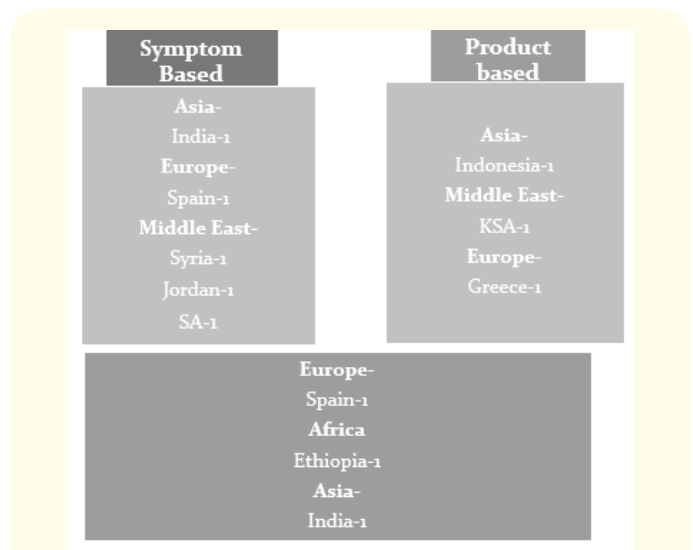 Symptom
Based
Asia-
India-1
Europe-
Spain-1
Middle East-
Syria-1
Jordan-1
SA-1
Product
based
Asia-
Indonesia-1
Middle East-
KSA-1
Europe-
Greece-1
Europe-
Spain-1
Africa
Ethiopia-1
Asia-
India-1